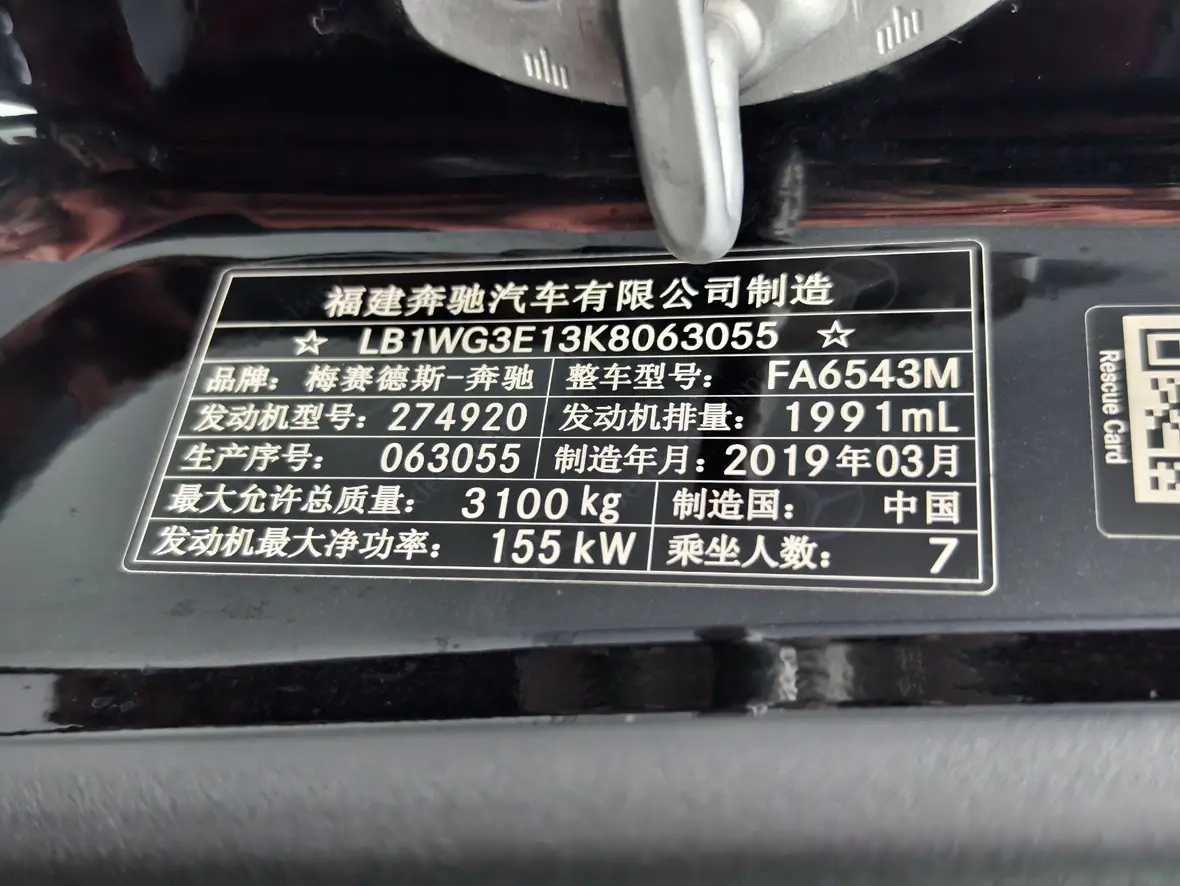 福建奔驰汽车有限公司制造
☆ LB1WG3E13K8063055 ☆
品牌：梅赛德斯-奔驰 整车型号：FA6543M
发动机型号：274920 发动机排量：1991mL
生产序号：063055 制造年月：2019年03月
最大允许总质量：3100kg 制造国：中国
发动机最大净功率：155kW 乘坐人数：7
Rescue Card